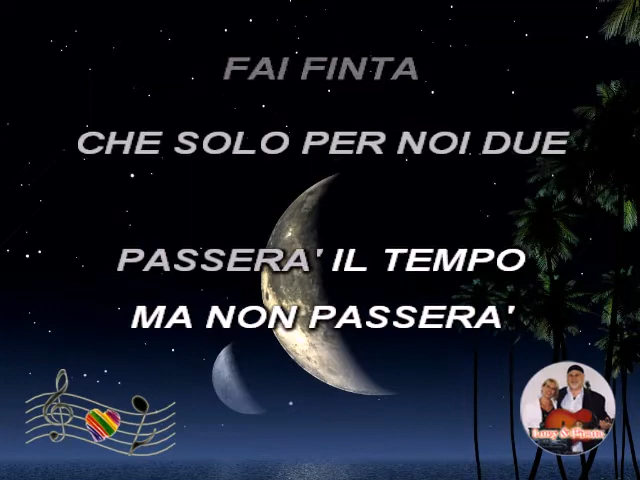 FAI FINTA
CHE SOLO PER NOI DUE
PASSERA' IL TEMPO
MA NON PASSERA'